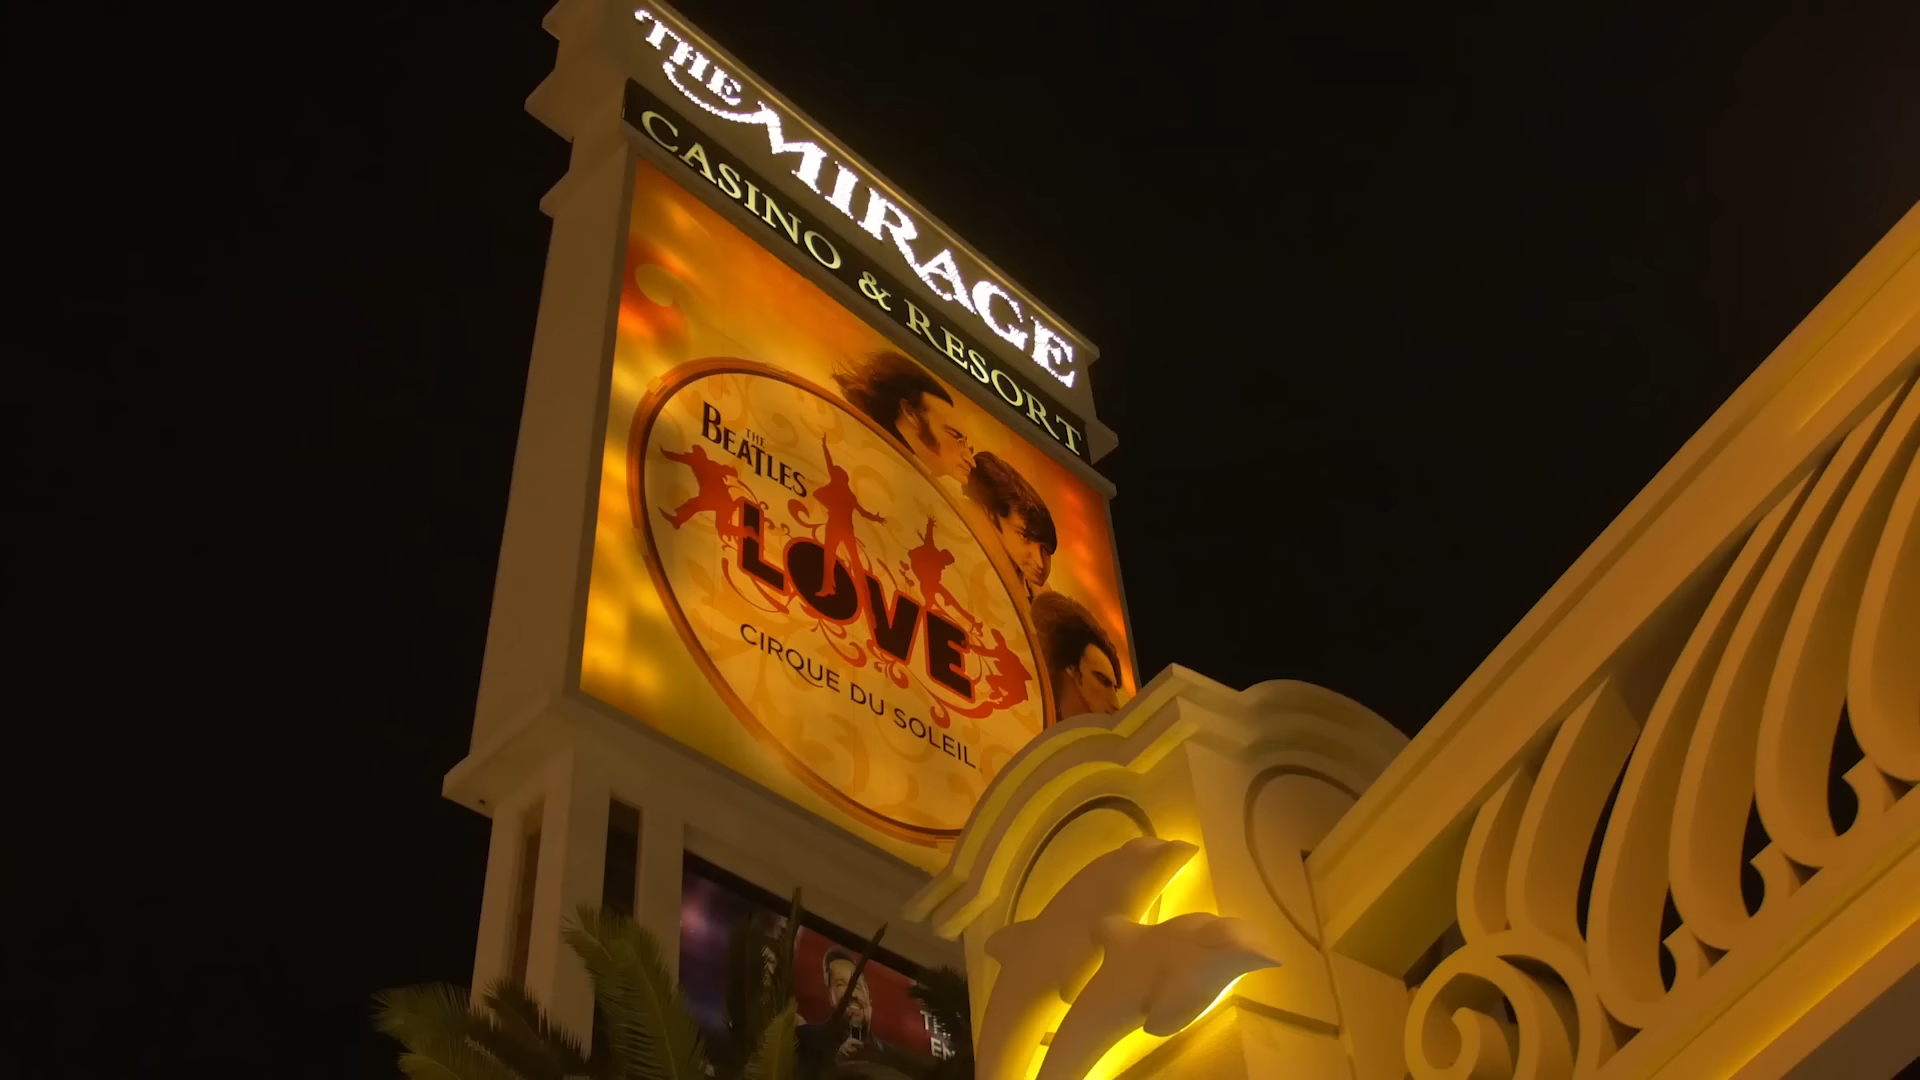 THE MIRAGE
CASINO & RESORT
THE
BEATLES
LOVE
CIRQUE DU SOLEIL